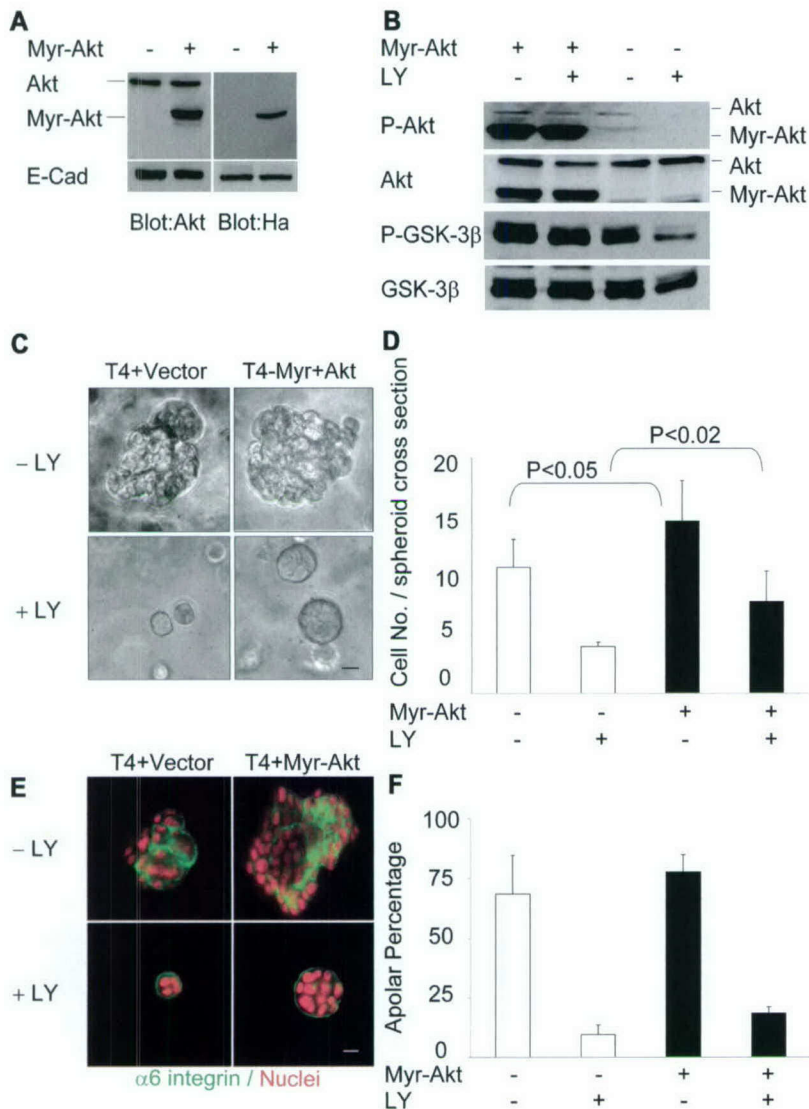 A
Myr-Akt - + - +
Akt
Myr-Akt
E-Cad
Blot:Akt Blot:Ha
B
Myr-Akt + + - -
LY - + - +
P-Akt
Akt
Myr-Akt
Akt
Akt
Myr-Akt
P-GSK-3β
GSK-3β
C
T4+Vector T4-Myr+Akt
– LY
+ LY
D
Cell No. / spheroid cross section
20
15
10
5
0
P<0.05
P<0.02
Myr-Akt - - + +
LY - + - +
E
T4+Vector T4+Myr-Akt
– LY
+ LY
α6 integrin / Nuclei
F
Apolar Percentage
100
75
50
25
0
Myr-Akt - - + +
LY - + - +